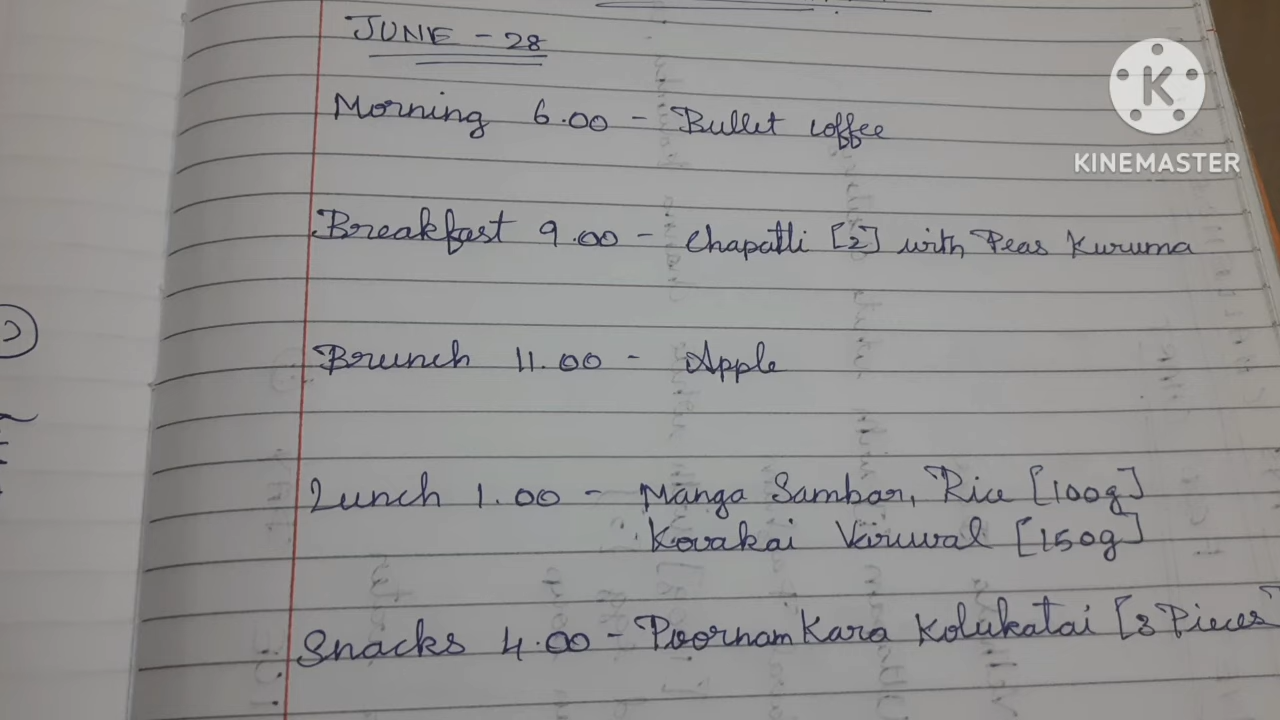 JUNE - 28
Morning 6.00 - Bullet coffee
K
KINEMASTER
Breakfast 9.00 - Chapatti [2] with Peas Kuruma
Brunch 11.00 - Apple
Lunch 1.00 - Manga Sambar, Rice [100g]
Kovakai Varuval [150g]
Snacks 4.00 - Poornam Kara Kolukatai [3 Pieces]